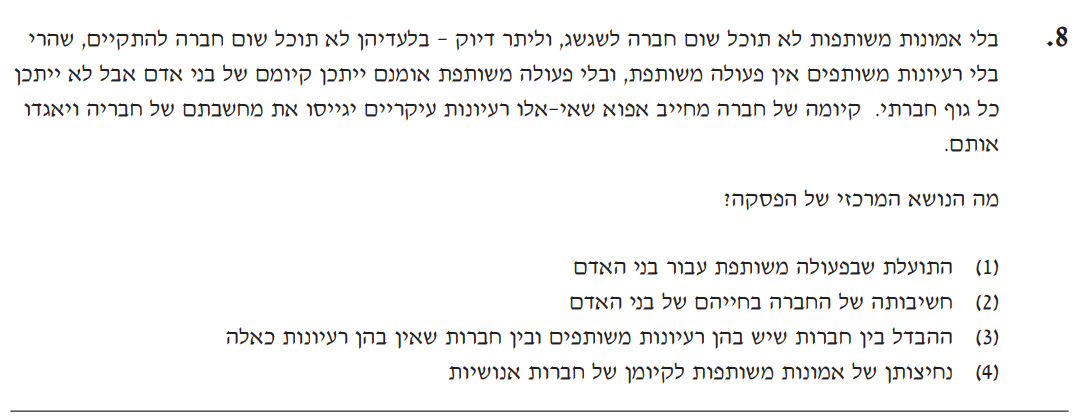 8. בלי אמונות משותפות לא תוכל שום חברה לשגשג, וליתר דיוק – בלעדיהן לא תוכל שום חברה להתקיים, שהרי
בלי רעיונות משותפים אין פעולה משותפת, ובלי פעולה משותפת אומנם ייתכן קיומם של בני אדם אבל לא ייתכן
כל גוף חברתי. קיומה של חברה מחייב אפוא שאי-אלו רעיונות עיקריים יגייסו את מחשבתם של חבריה ויאגדו
אותם.
מה הנושא המרכזי של הפסקה?
(1) התועלת שבפעולה משותפת עבור בני האדם
(2) חשיבותה של החברה בחייהם של בני האדם
(3) ההבדל בין חברות שיש בהן רעיונות משותפים ובין חברות שאין בהן רעיונות כאלה
(4) נחיצותן של אמונות משותפות לקיומן של חברות אנושיות